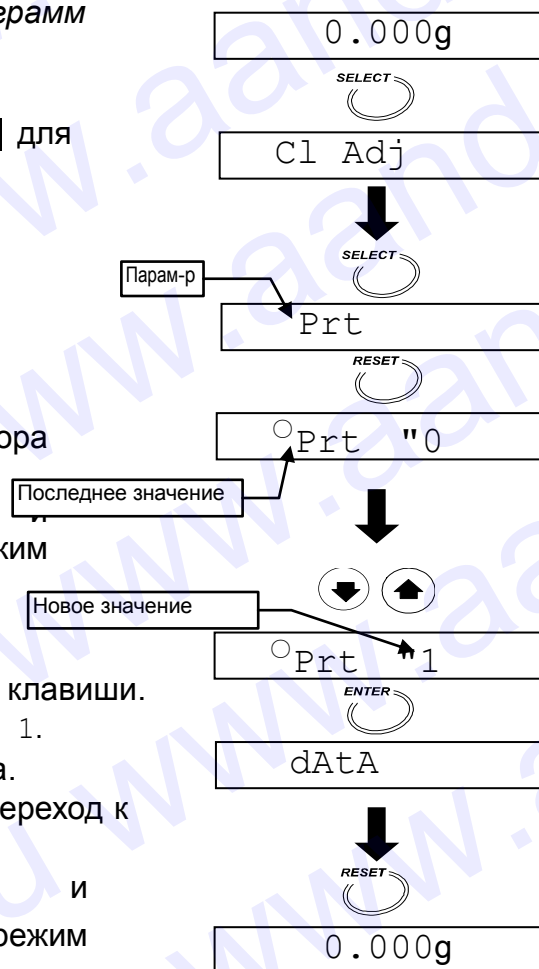 грамм
0.000g
SELECT
для
Cl Adj
SELECT
Парам-р
Prt
RESET
ора
Prt "0
Последнее значение
и
ким
Новое значение
Prt "1
клавиши.
ENTER
1.
dAtA
а.
ереход к
RESET
и
режим
0.000g